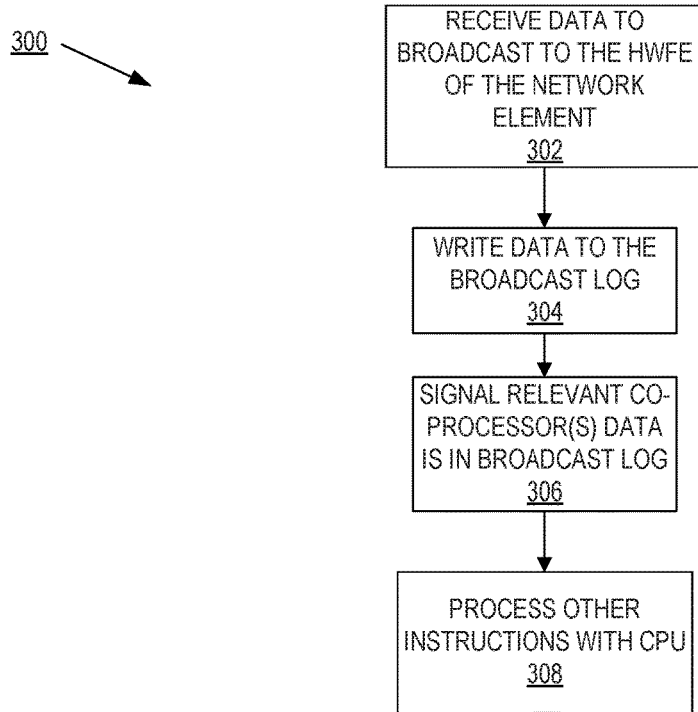 300
RECEIVE DATA TO
BROADCAST TO THE HWFE
OF THE NETWORK
ELEMENT
302
WRITE DATA TO THE
BROADCAST LOG
304
SIGNAL RELEVANT CO-
PROCESSOR(S) DATA
IS IN BROADCAST LOG
306
PROCESS OTHER
INSTRUCTIONS WITH CPU
308